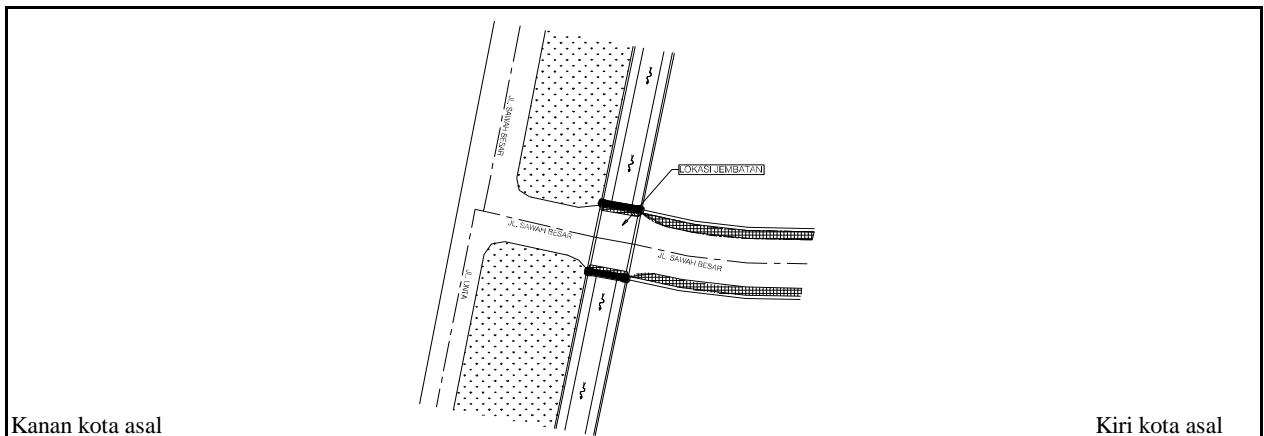 JL. SAWAH BESAR
LOKASI JEMBATAN
JL. SAWAH BESAR
JL. SAWAH BESAR
JL. UNTA
Kanan kota asal
Kiri kota asal